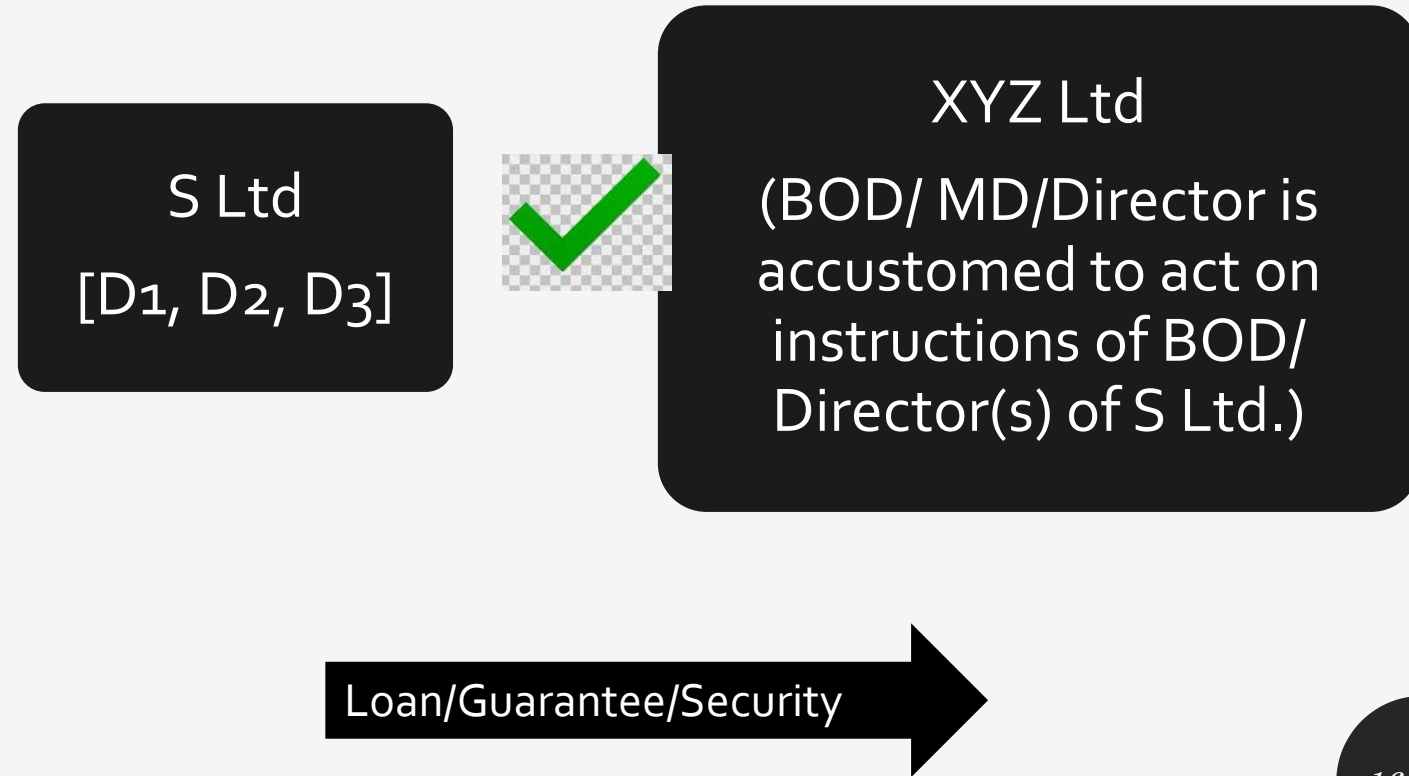 S Ltd
[D1, D2, D3]
XYZ Ltd
(BOD/ MD/Director is
accustomed to act on
instructions of BOD/
Director(s) of S Ltd.)
Loan/Guarantee/Security